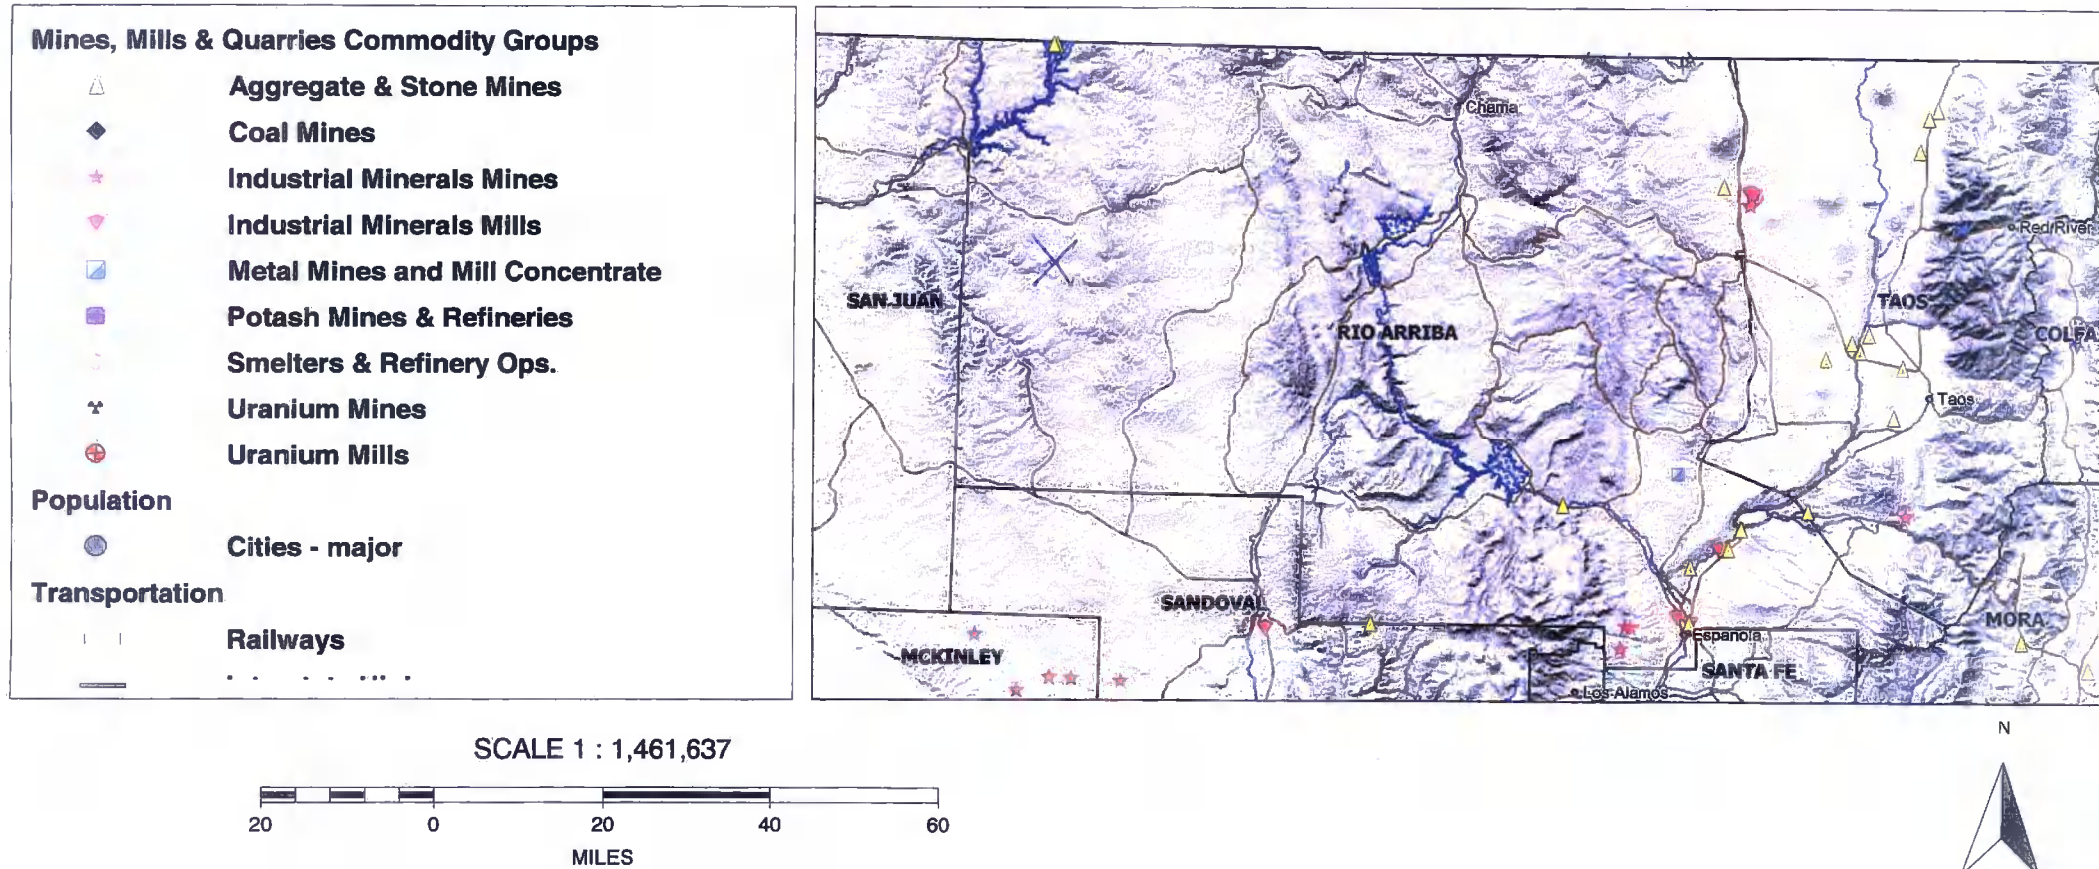 Mines, Mills & Quarries Commodity Groups
Aggregate & Stone Mines
Coal Mines
Industrial Minerals Mines
Industrial Minerals Mills
Metal Mines and Mill Concentrate
Potash Mines & Refineries
Smelters & Refinery Ops.
Uranium Mines
Uranium Mills
Population
Cities - major
Transportation
Railways
Chama
Red River
SAN JUAN
TAOS
RIO ARRIBA
COLFA
Taos
SANDOVAL
MORA
Espanola
MCKINLEY
SANTA FE
Los Alamos
SCALE 1 : 1,461,637
20 0 20 40 60
MILES
N